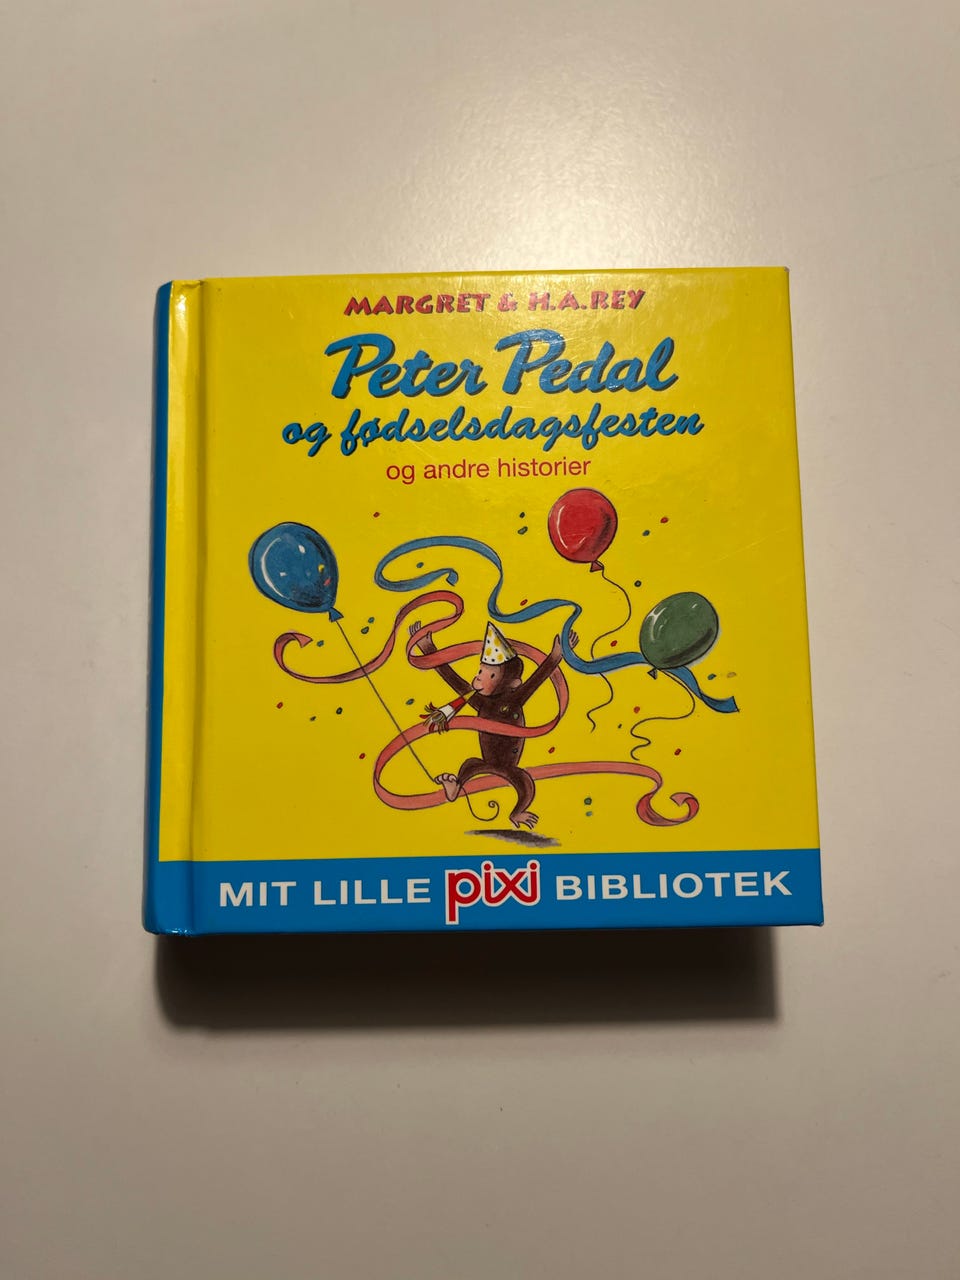 MARGRET & H.A.REY
Peter Pedal
og fødselsdagsfesten
og andre historier
MIT LILLE pixi BIBLIOTEK